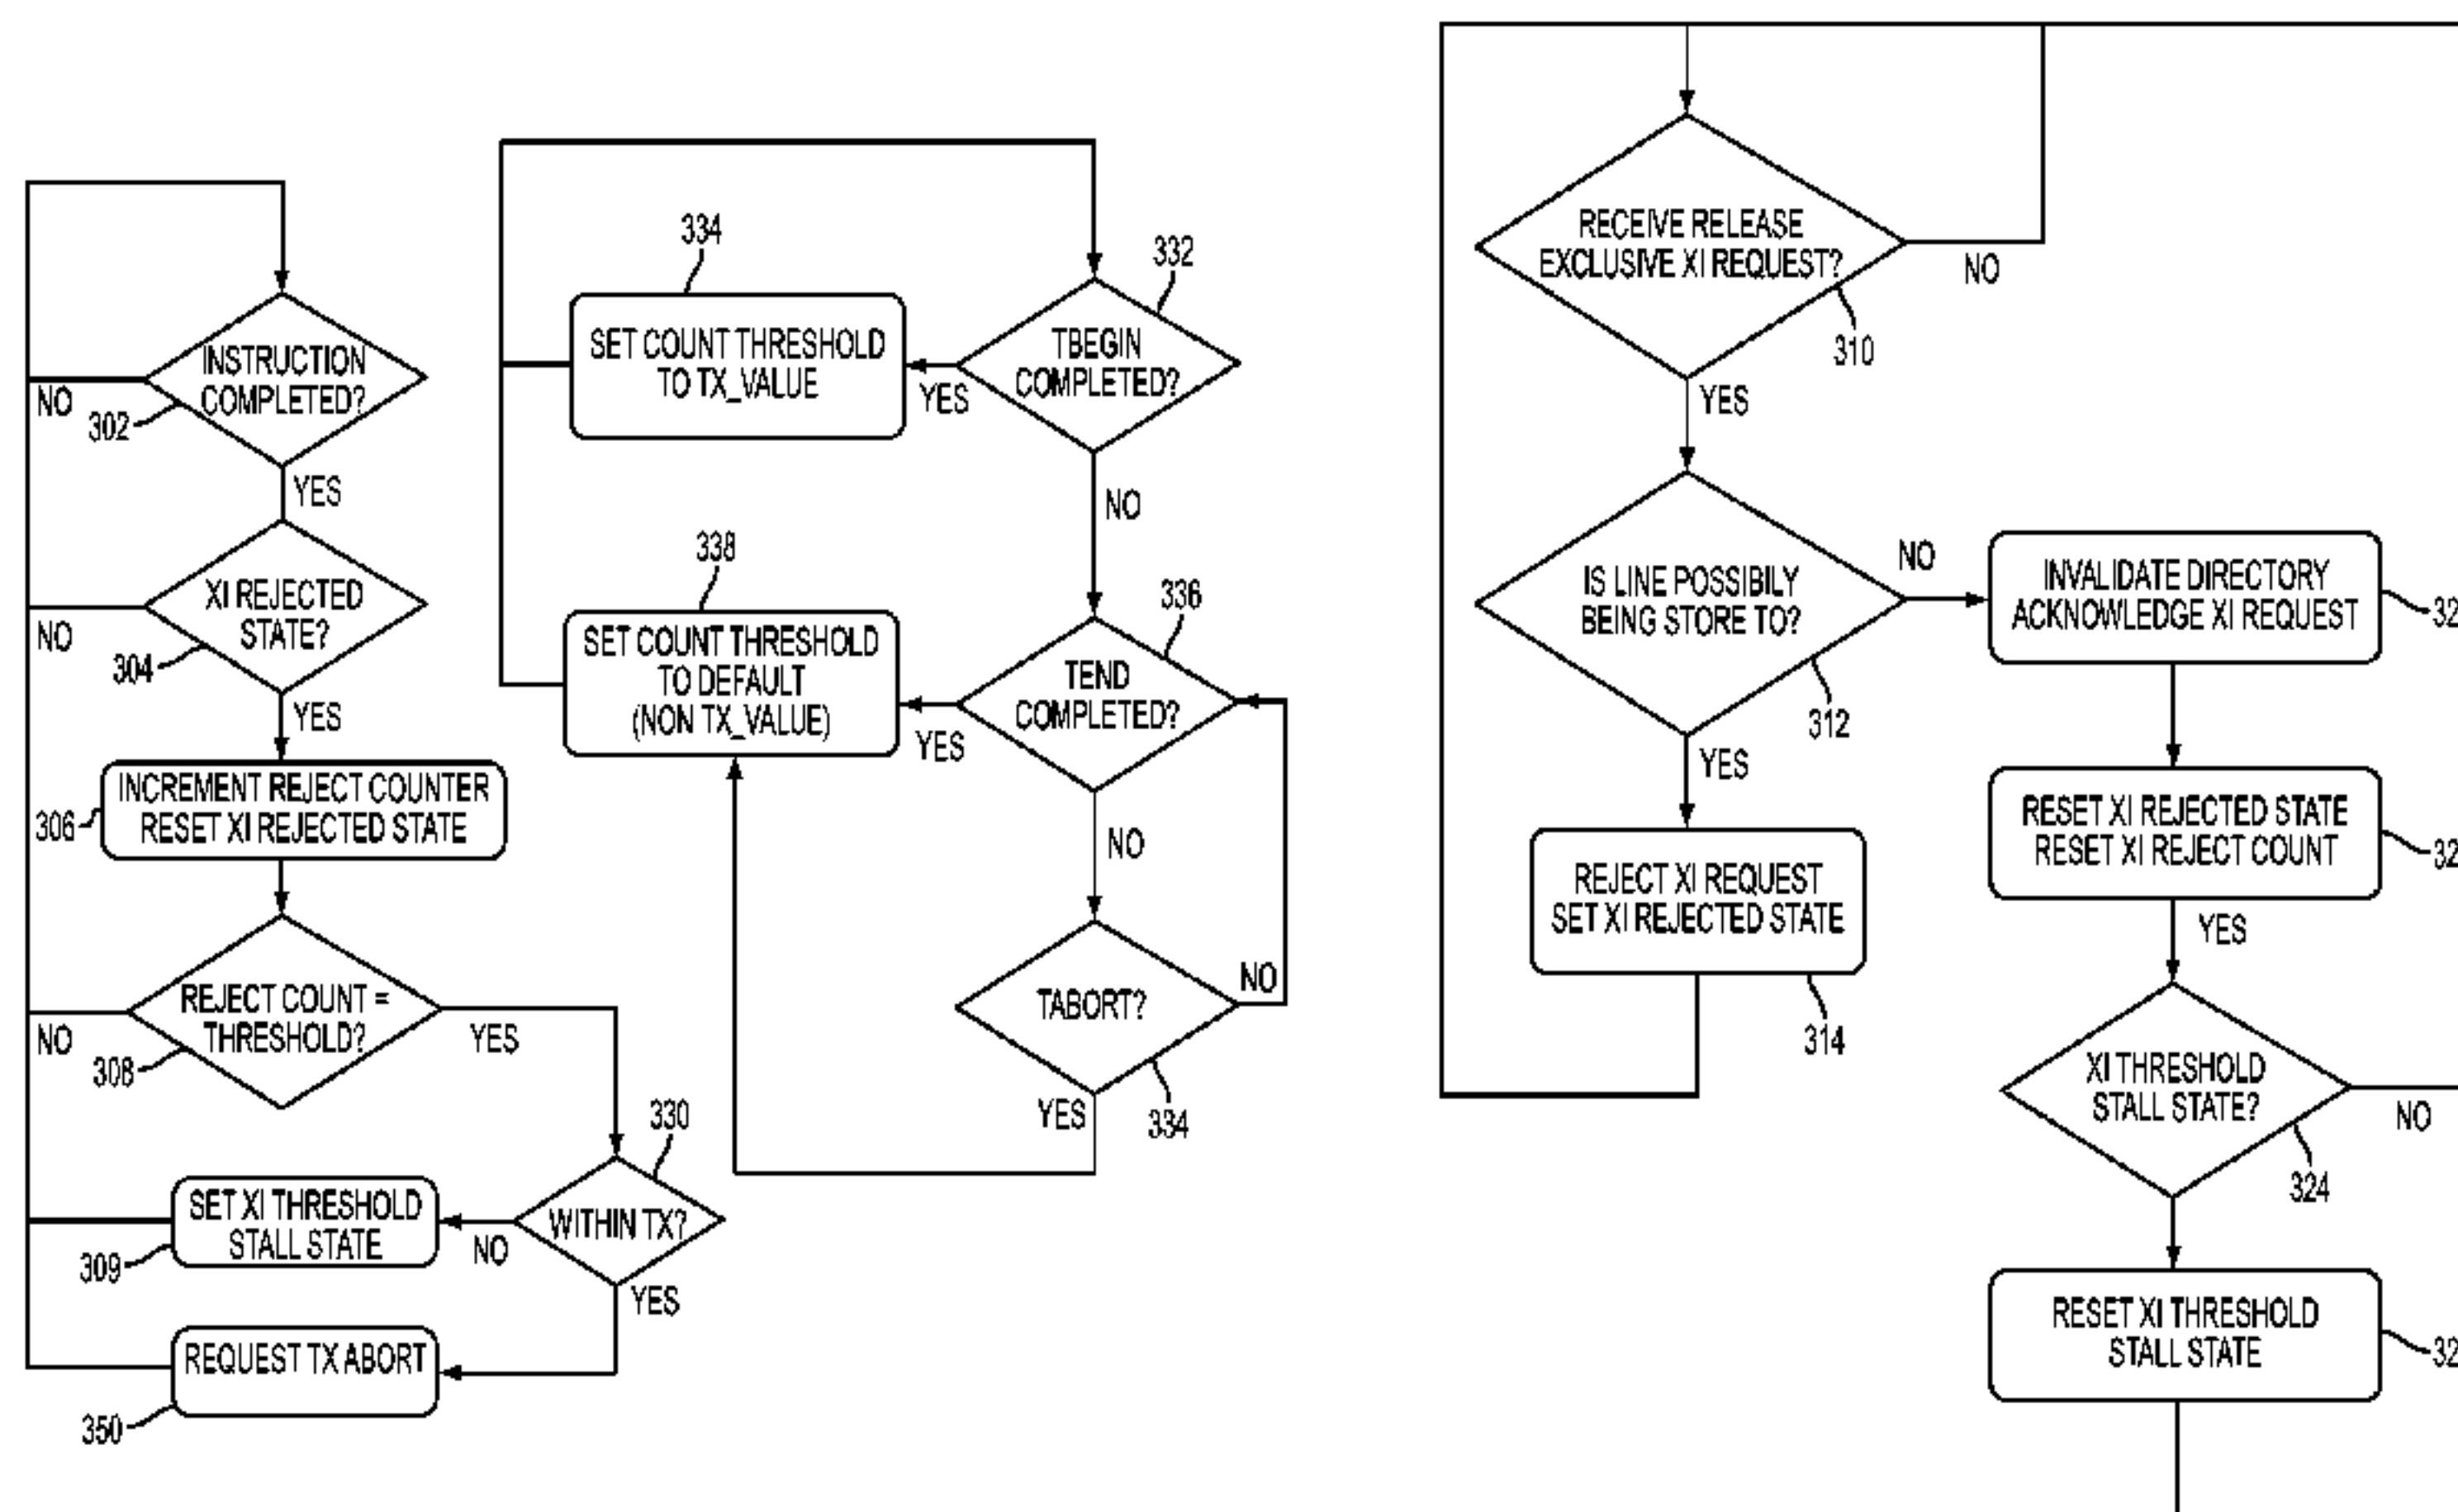 INSTRUCTION
COMPLETED?
NO
302
YES
XI REJECTED
STATE?
NO
304
YES
INCREMENT REJECT COUNTER
RESET XI REJECTED STATE
306
REJECT COUNT =
THRESHOLD?
NO
308
YES
330
WITHIN TX?
NO
YES
SET XI THRESHOLD
STALL STATE
309
REQUEST TX ABORT
350
334
SET COUNT THRESHOLD
TO TX_VALUE
332
TBEGIN
COMPLETED?
YES
NO
338
SET COUNT THRESHOLD
TO DEFAULT
(NON TX_VALUE)
336
TEND
COMPLETED?
YES
NO
TABORT?
NO
YES
334
RECEIVE RELEASE
EXCLUSIVE XI REQUEST?
NO
310
YES
IS LINE POSSIBILY
BEING STORE TO?
NO
312
YES
REJECT XI REQUEST
SET XI REJECTED STATE
314
INVALIDATE DIRECTORY
ACKNOWLEDGE XI REQUEST
32
RESET XI REJECTED STATE
RESET XI REJECT COUNT
32
YES
XI THRESHOLD
STALL STATE?
NO
324
RESET XI THRESHOLD
STALL STATE
32